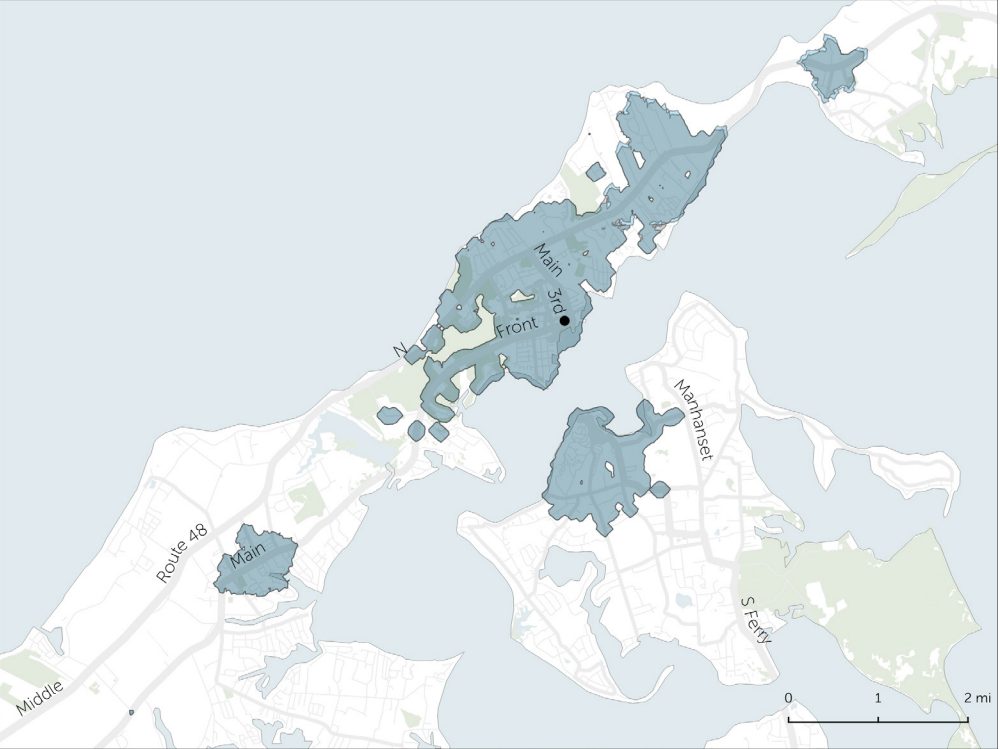 Main
3rd
Front
N
Manhanset
Route 48
Main
S Ferry
Middle
0 1 2 mi